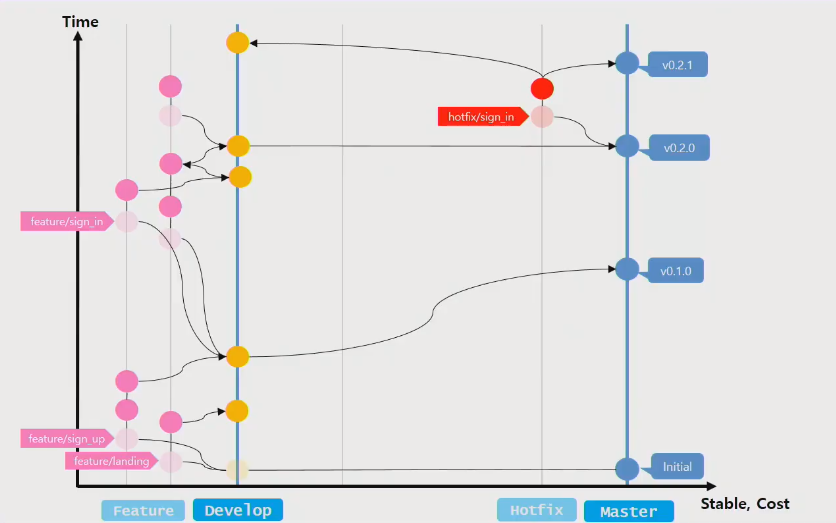 Time
v0.2.1
hotfix/sign_in
v0.2.0
feature/sign_in
v0.1.0
feature/sign_up
feature/landing
Initial
Stable, Cost
Feature
Develop
Hotfix
Master